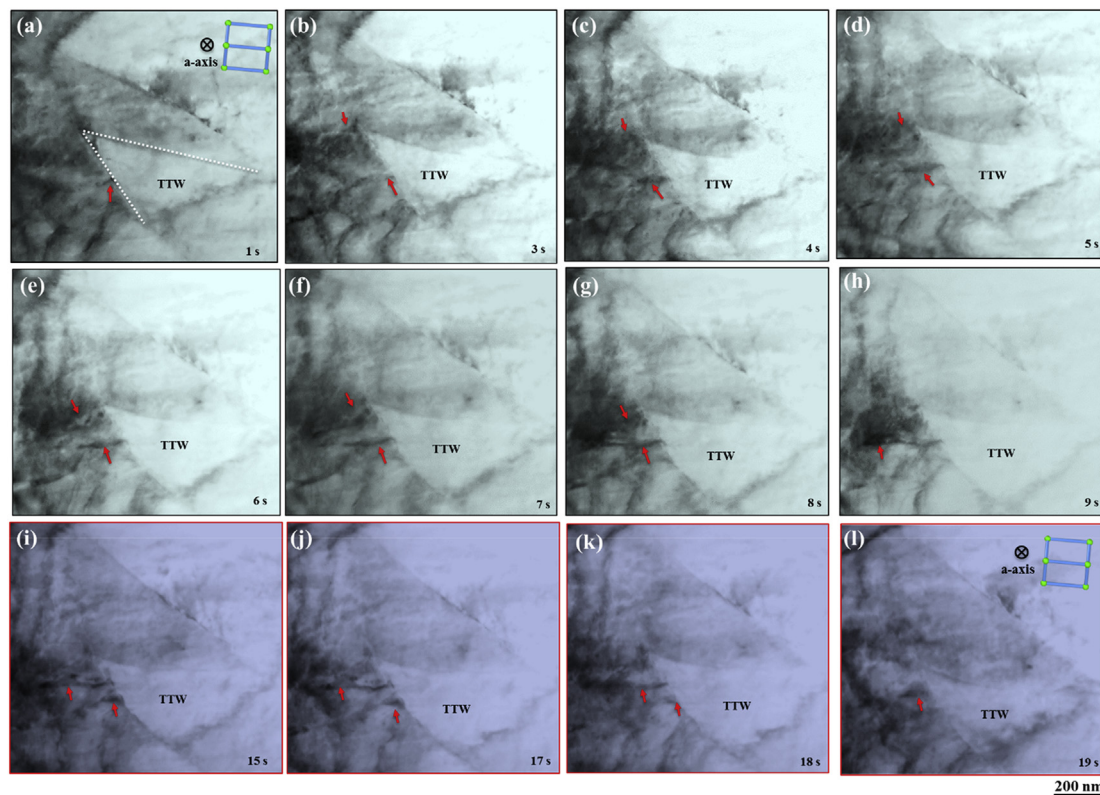 (a)
a-axis
TTW
1 s
(b)
TTW
3 s
(c)
TTW
4 s
(d)
TTW
5 s
(e)
TTW
6 s
(f)
TTW
7 s
(g)
TTW
8 s
(h)
TTW
9 s
(i)
TTW
15 s
(j)
TTW
17 s
(k)
TTW
18 s
(l)
a-axis
TTW
19 s
200 nm